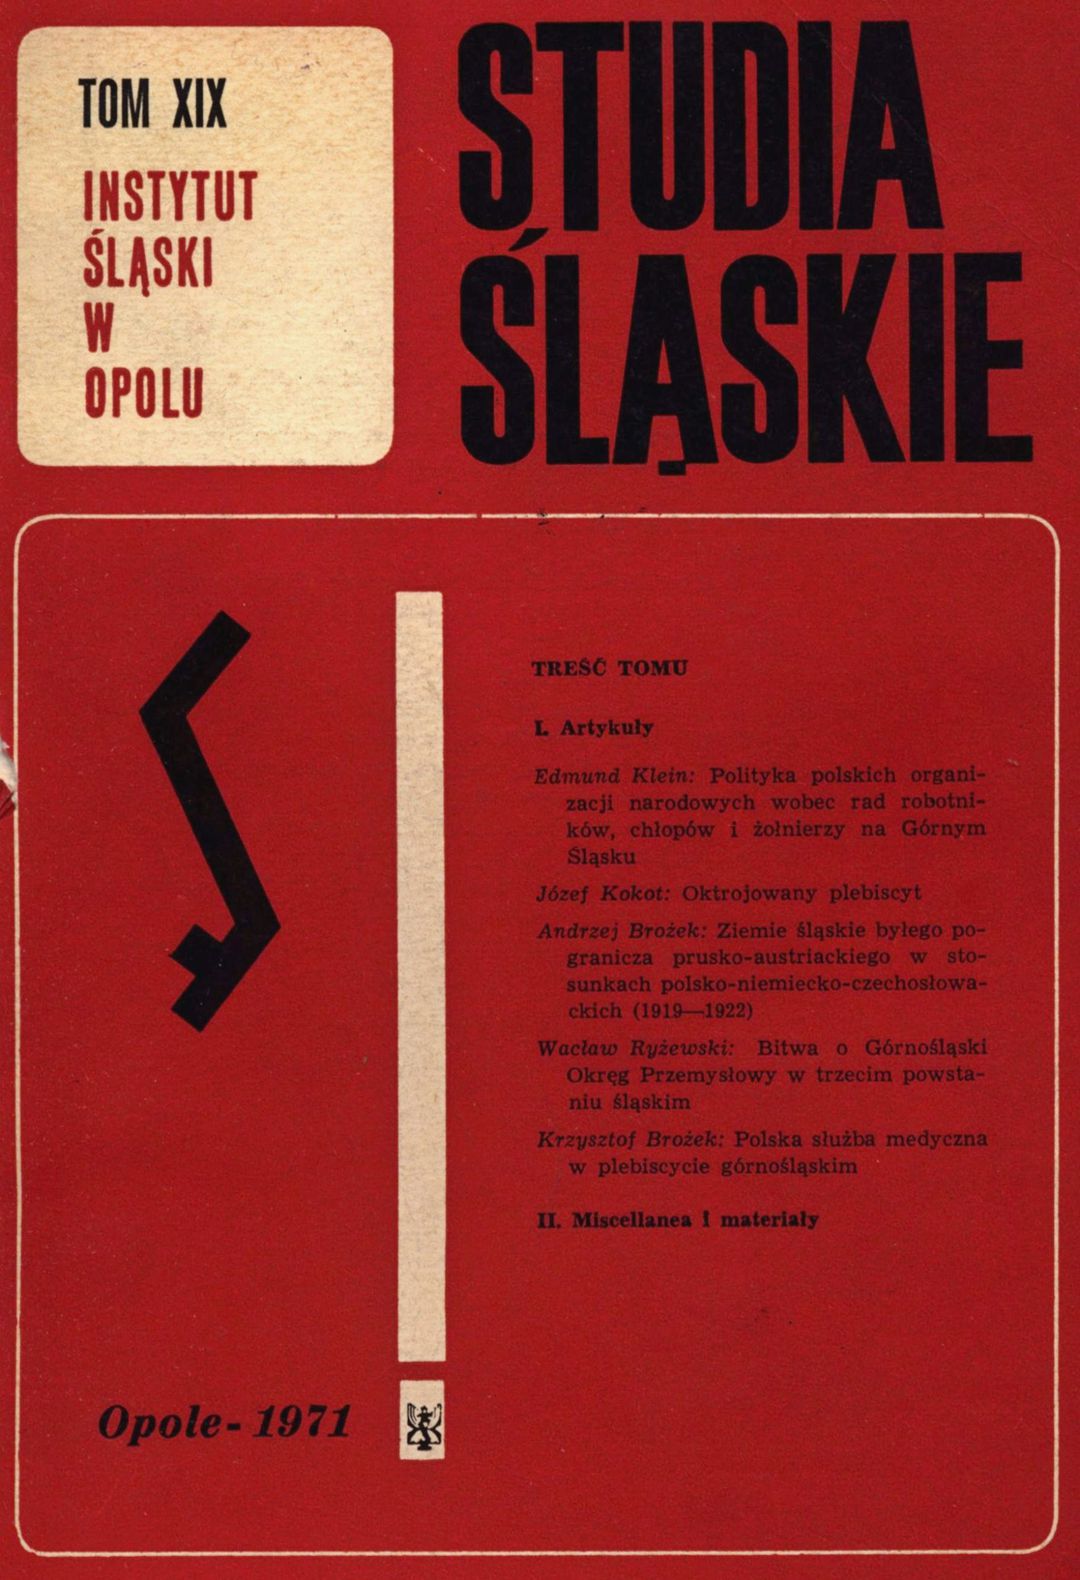 TOM XIX
INSTYTUT
ŚLĄSKI
W
OPOLU
STUDIA
ŚLĄSKIE
TREŚĆ TOMU
I. Artykuły
Edmund Klein: Polityka polskich organi-
zacji narodowych wobec rad robotni-
ków, chłopów i żołnierzy na Górnym
Śląsku
Józef Kokot: Oktrojowany plebiscyt
Andrzej Brożek: Ziemie śląskie byłego po-
granicza prusko-austriackiego w sto-
sunkach polsko-niemiecko-czechosłowa-
ckich (1919—1922)
Wacław Ryżewski: Bitwa o Górnośląski
Okręg Przemysłowy w trzecim powsta-
niu śląskim
Krzysztof Brożek: Polska służba medyczna
w plebiscycie górnośląskim
II. Miscellanea i materiały
Opole - 1971